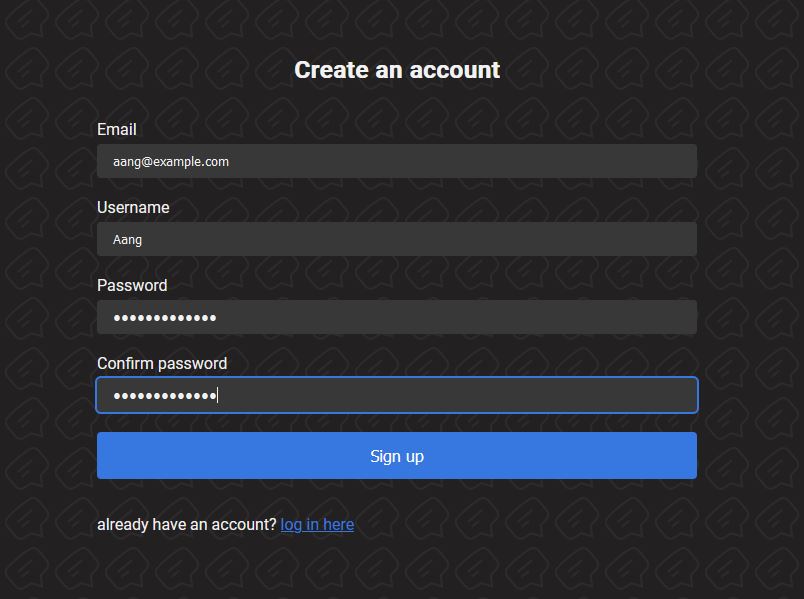 Create an account
Email
aang@example.com
Username
Aang
Password
•••••••••••••
Confirm password
•••••••••••••
Sign up
already have an account? log in here